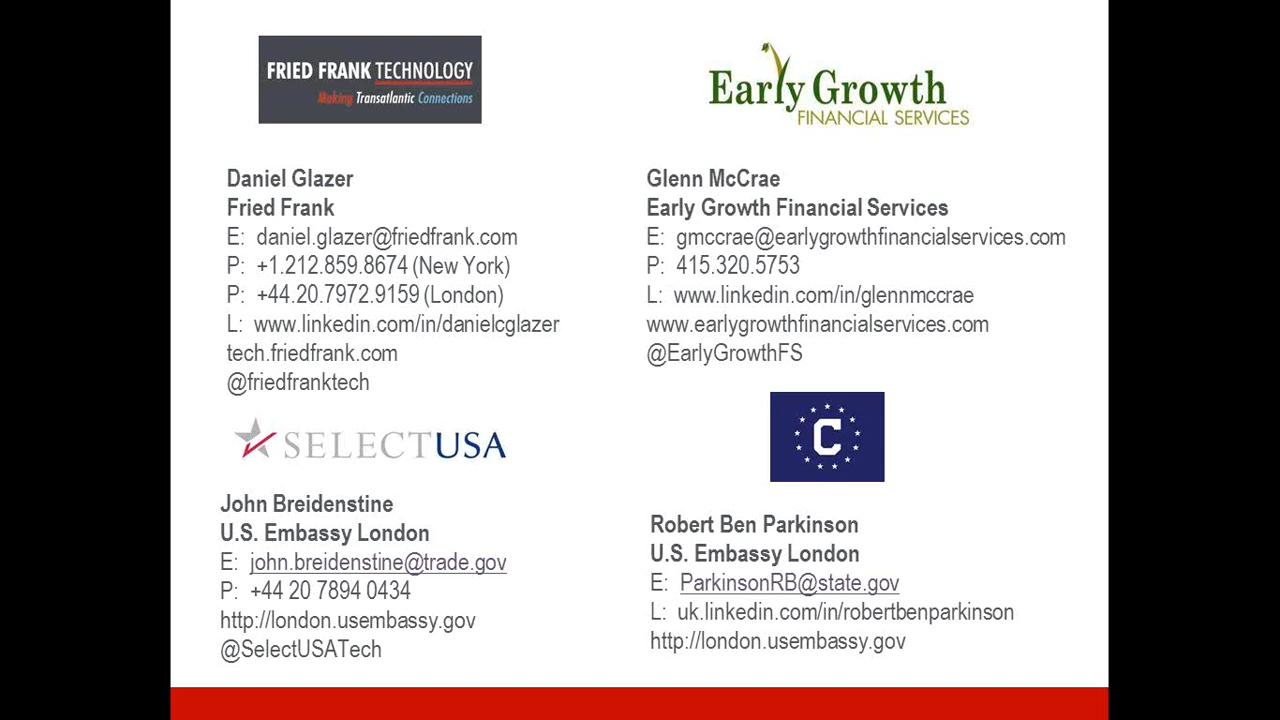 FRIED FRANK TECHNOLOGY
Making Transatlantic Connections
Daniel Glazer
Fried Frank
E: daniel.glazer@friedfrank.com
P: +1.212.859.8674 (New York)
P: +44.20.7972.9159 (London)
L: www.linkedin.com/in/danielcglazer
tech.friedfrank.com
@friedfranktech
Early Growth
FINANCIAL SERVICES
Glenn McCrae
Early Growth Financial Services
E: gmccrae@earlygrowthfinancialservices.com
P: 415.320.5753
L: www.linkedin.com/in/glennmccrae
www.earlygrowthfinancialservices.com
@EarlyGrowthFS
SELECTUSA
John Breidenstine
U.S. Embassy London
E: john.breidenstine@trade.gov
P: +44 20 7894 0434
http://london.usembassy.gov
@SelectUSATech
C
Robert Ben Parkinson
U.S. Embassy London
E: ParkinsonRB@state.gov
L: uk.linkedin.com/in/robertbenparkinson
http://london.usembassy.gov